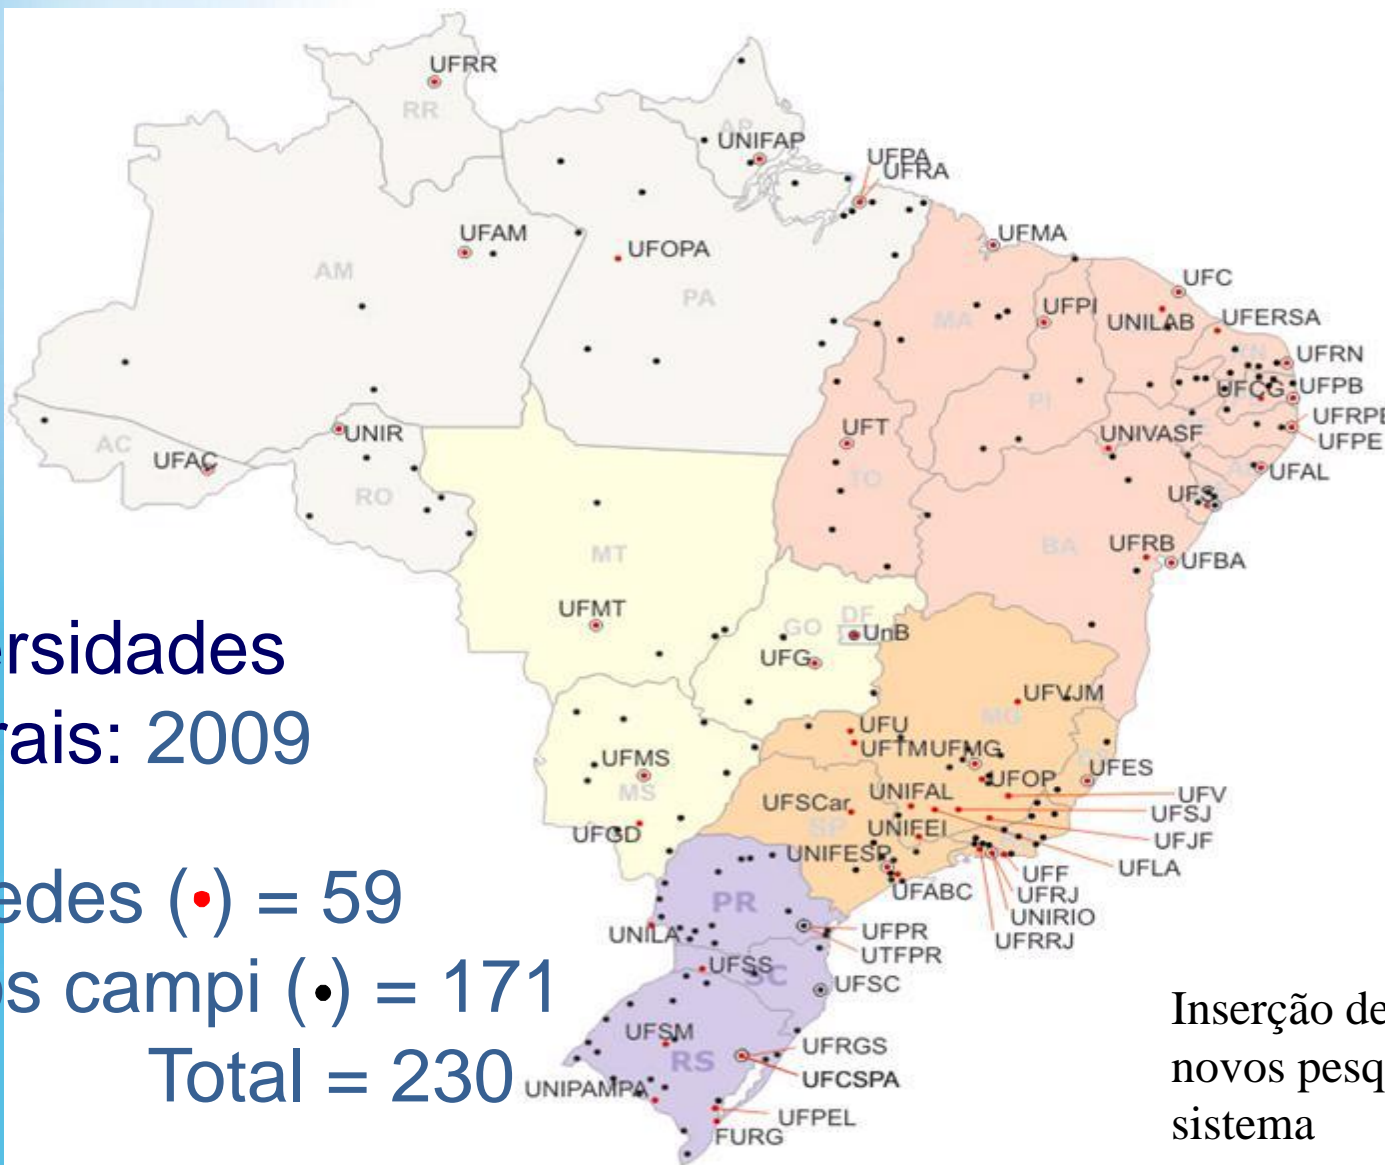 UFRR
RR
AP
UNIFAP
UFPA
UFRA
UFAM
UFOPA
UFMA
AM
PA
UFC
MA
UFPI
UNILAB
UFERSA
RN
UFRN
UFCG
UFPB
PI
UFRPE
UFPE
UNIR
UFT
UNIVASF
AC
UFAC
UFAL
TO
RO
UFS
BA
UFRB
UFBA
MT
UFMT
GO
DF
UnB
UFG
ersidades
rais: 2009
UFVJM
MG
UFU
UFTM
UFMG
UFMS
UFOP
UFES
MS
UFSCar
UNIFAL
UFV
UFSJ
SP
UFGD
UNIFEI
UFJF
UNIFESP
UFLA
UFF
UFABC
UFRJ
UNIRIO
UFRRJ
edes (•) = 59
PR
UNILA
UFPR
UTFPR
UFSS
SC
UFSC
os campi (•) = 171
Inserção de
UFSM
RS
UFRGS
UFCSPA
novos pesq
Total = 230
UNIPAMPA
UFPEL
FURG
sistema